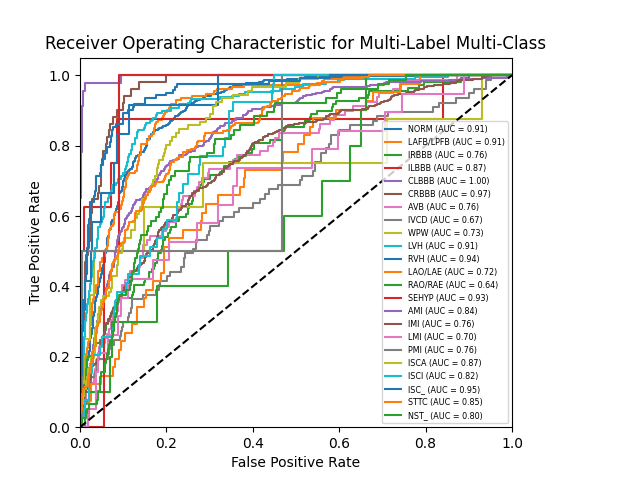 Receiver Operating Characteristic for Multi-Label Multi-Class
True Positive Rate
1.0
0.8
0.6
0.4
0.2
0.0
NORM (AUC = 0.91)
LAFB/LPFB (AUC = 0.91)
IRBBB (AUC = 0.76)
ILBBB (AUC = 0.87)
CLBBB (AUC = 1.00)
CRBBB (AUC = 0.97)
AVB (AUC = 0.76)
IVCD (AUC = 0.67)
WPW (AUC = 0.73)
LVH (AUC = 0.91)
RVH (AUC = 0.94)
LAO/LAE (AUC = 0.72)
RAO/RAE (AUC = 0.64)
SEHYP (AUC = 0.93)
AMI (AUC = 0.84)
IMI (AUC = 0.76)
LMI (AUC = 0.70)
PMI (AUC = 0.76)
ISCA (AUC = 0.87)
ISCI (AUC = 0.82)
ISC_ (AUC = 0.95)
STTC (AUC = 0.85)
NST_ (AUC = 0.80)
0.0 0.2 0.4 0.6 0.8 1.0
False Positive Rate